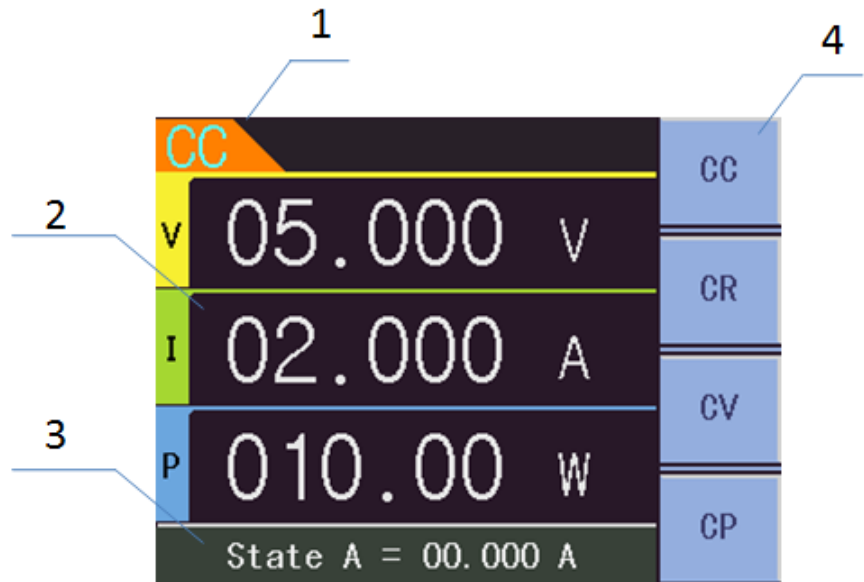 1
4
CC
CC
2
V 05.000 V
CR
I 02.000 A
CV
3
P 010.00 W
CP
State A = 00.000 A